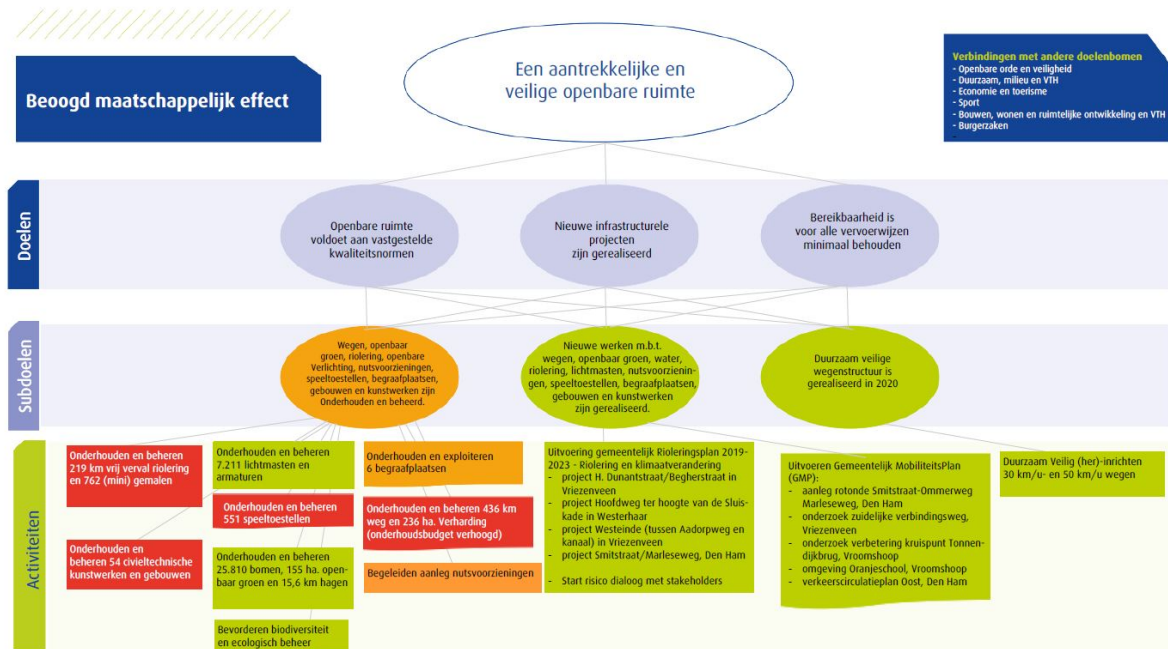 Beoogd maatschappelijk effect
Een aantrekkelijke en
veilige openbare ruimte
Verbindingen met andere doelenbomen
- Openbare orde en veiligheid
- Duurzaam, milieu en VTH
- Economie en toerisme
- Sport
- Bouwen, wonen en ruimtelijke ontwikkeling en VTH
- Burgerzaken
-
Doelen
Openbare ruimte
voldoet aan vastgestelde
kwaliteitsnormen
Nieuwe infrastructurele
projecten
zijn gerealiseerd
Bereikbaarheid is
voor alle vervoerwijzen
minimaal behouden
Subdoelen
Wegen, openbaar
groen, riolering, openbare
Verlichting, nutsvoorzieningen,
speeltoestellen, begraafplaatsen,
gebouwen en kunstwerken zijn
Onderhouden en beheerd.
Nieuwe werken m.b.t.
wegen, openbaar groen, water,
riolering, lichtmasten, nutsvoorzienin-
gen, speeltoestellen, begraafplaatsen,
gebouwen en kunstwerken
zijn gerealiseerd.
Duurzaam veilige
wegenstructuur is
gerealiseerd in 2020
Activiteiten
Onderhouden en beheren
219 km vrij verval riolering
en 762 (mini) gemalen
Onderhouden en
beheren 54 civieltechnische
kunstwerken en gebouwen
Onderhouden en beheren
7.211 lichtmasten en
armaturen
Onderhouden en beheren
551 speeltoestellen
Onderhouden en beheren
25.810 bomen, 155 ha. open-
baar groen en 15,6 km hagen
Bevorderen biodiversiteit
en ecologisch beheer
Onderhouden en exploiteren
6 begraafplaatsen
Onderhouden en beheren 436 km
weg en 236 ha. Verharding
(onderhoudsbudget verhoogd)
Begeleiden aanleg nutsvoorzieningen
Uitvoering gemeentelijk Rioleringsplan 2019-
2023 - Riolering en klimaatverandering
- project H. Dunantstraat/Begherstraat in
Vriezenveen
- project Hoofdweg ter hoogte van de Sluis-
kade in Westerhaar
- project Westeinde (tussen Aadorpweg en
kanaal) in Vriezenveen
- project Smitstraat/Marleseweg, Den Ham
- Start risico dialoog met stakeholders
Uitvoeren Gemeentelijk MobiliteitsPlan
(GMP):
- aanleg rotonde Smitstraat-Ommerweg
Marleseweg, Den Ham
- onderzoek zuidelijke verbindingsweg,
Vriezenveen
- onderzoek verbetering kruispunt Tonnen-
dijkbrug, Vroomshoop
- omgeving Oranjeschool, Vroomshoop
- verkeerscirculatieplan Oost, Den Ham
Duurzaam Veilig (her)-inrichten
30 km/u- en 50 km/u wegen